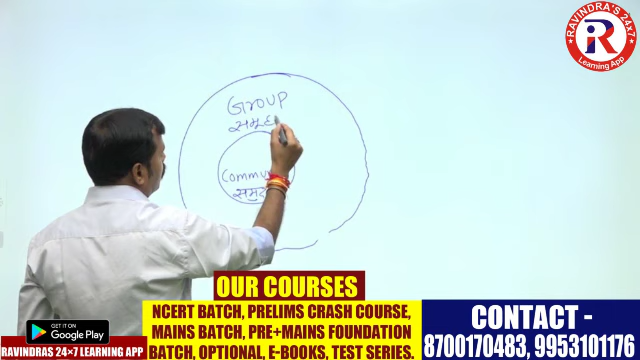 RAVINDRA'S 24x7
iR
Learning App
Group
समूह
OUR COURSES
NCERT BATCH, PRELIMS CRASH COURSE,
MAINS BATCH, PRE+MAINS FOUNDATION
BATCH, OPTIONAL, E-BOOKS, TEST SERIES.
CONTACT -
8700170483, 9953101176
GET IT ON
Google Play
RAVINDRAS 24×7 LEARNING APP